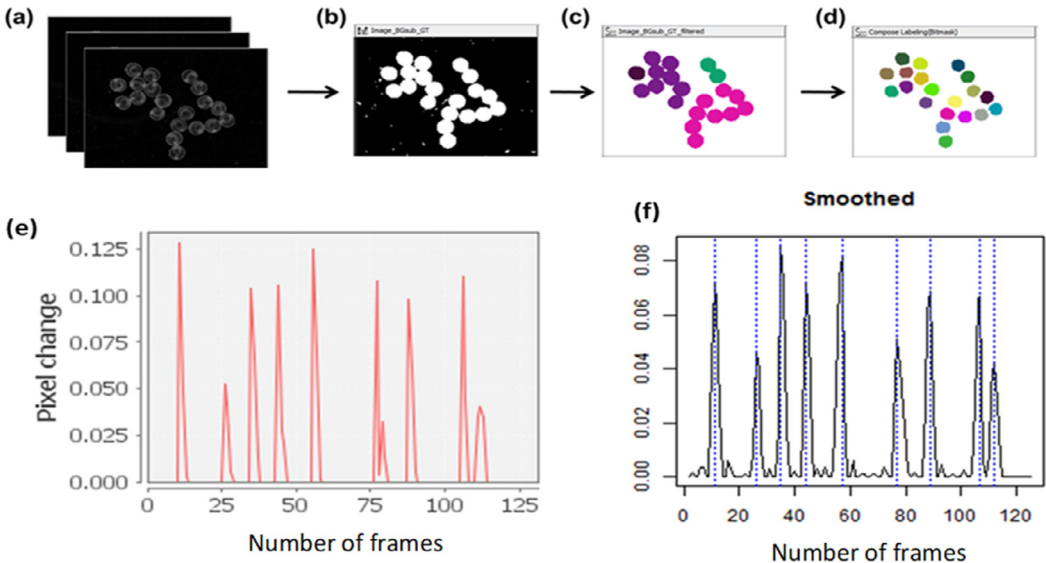 (a)
(b)
(c)
(d)
Image_BGsub_GT
Image_BGsub_GT_filtered
Compose Labeling(Bitmask)
(e)
0.125
0.100
0.075
0.050
0.025
0.000
Pixel change
0
25
50
75
100
125
Number of frames
(f)
Smoothed
0.08
0.06
0.04
0.02
0.00
0
20
40
60
80
100
120
Number of frames